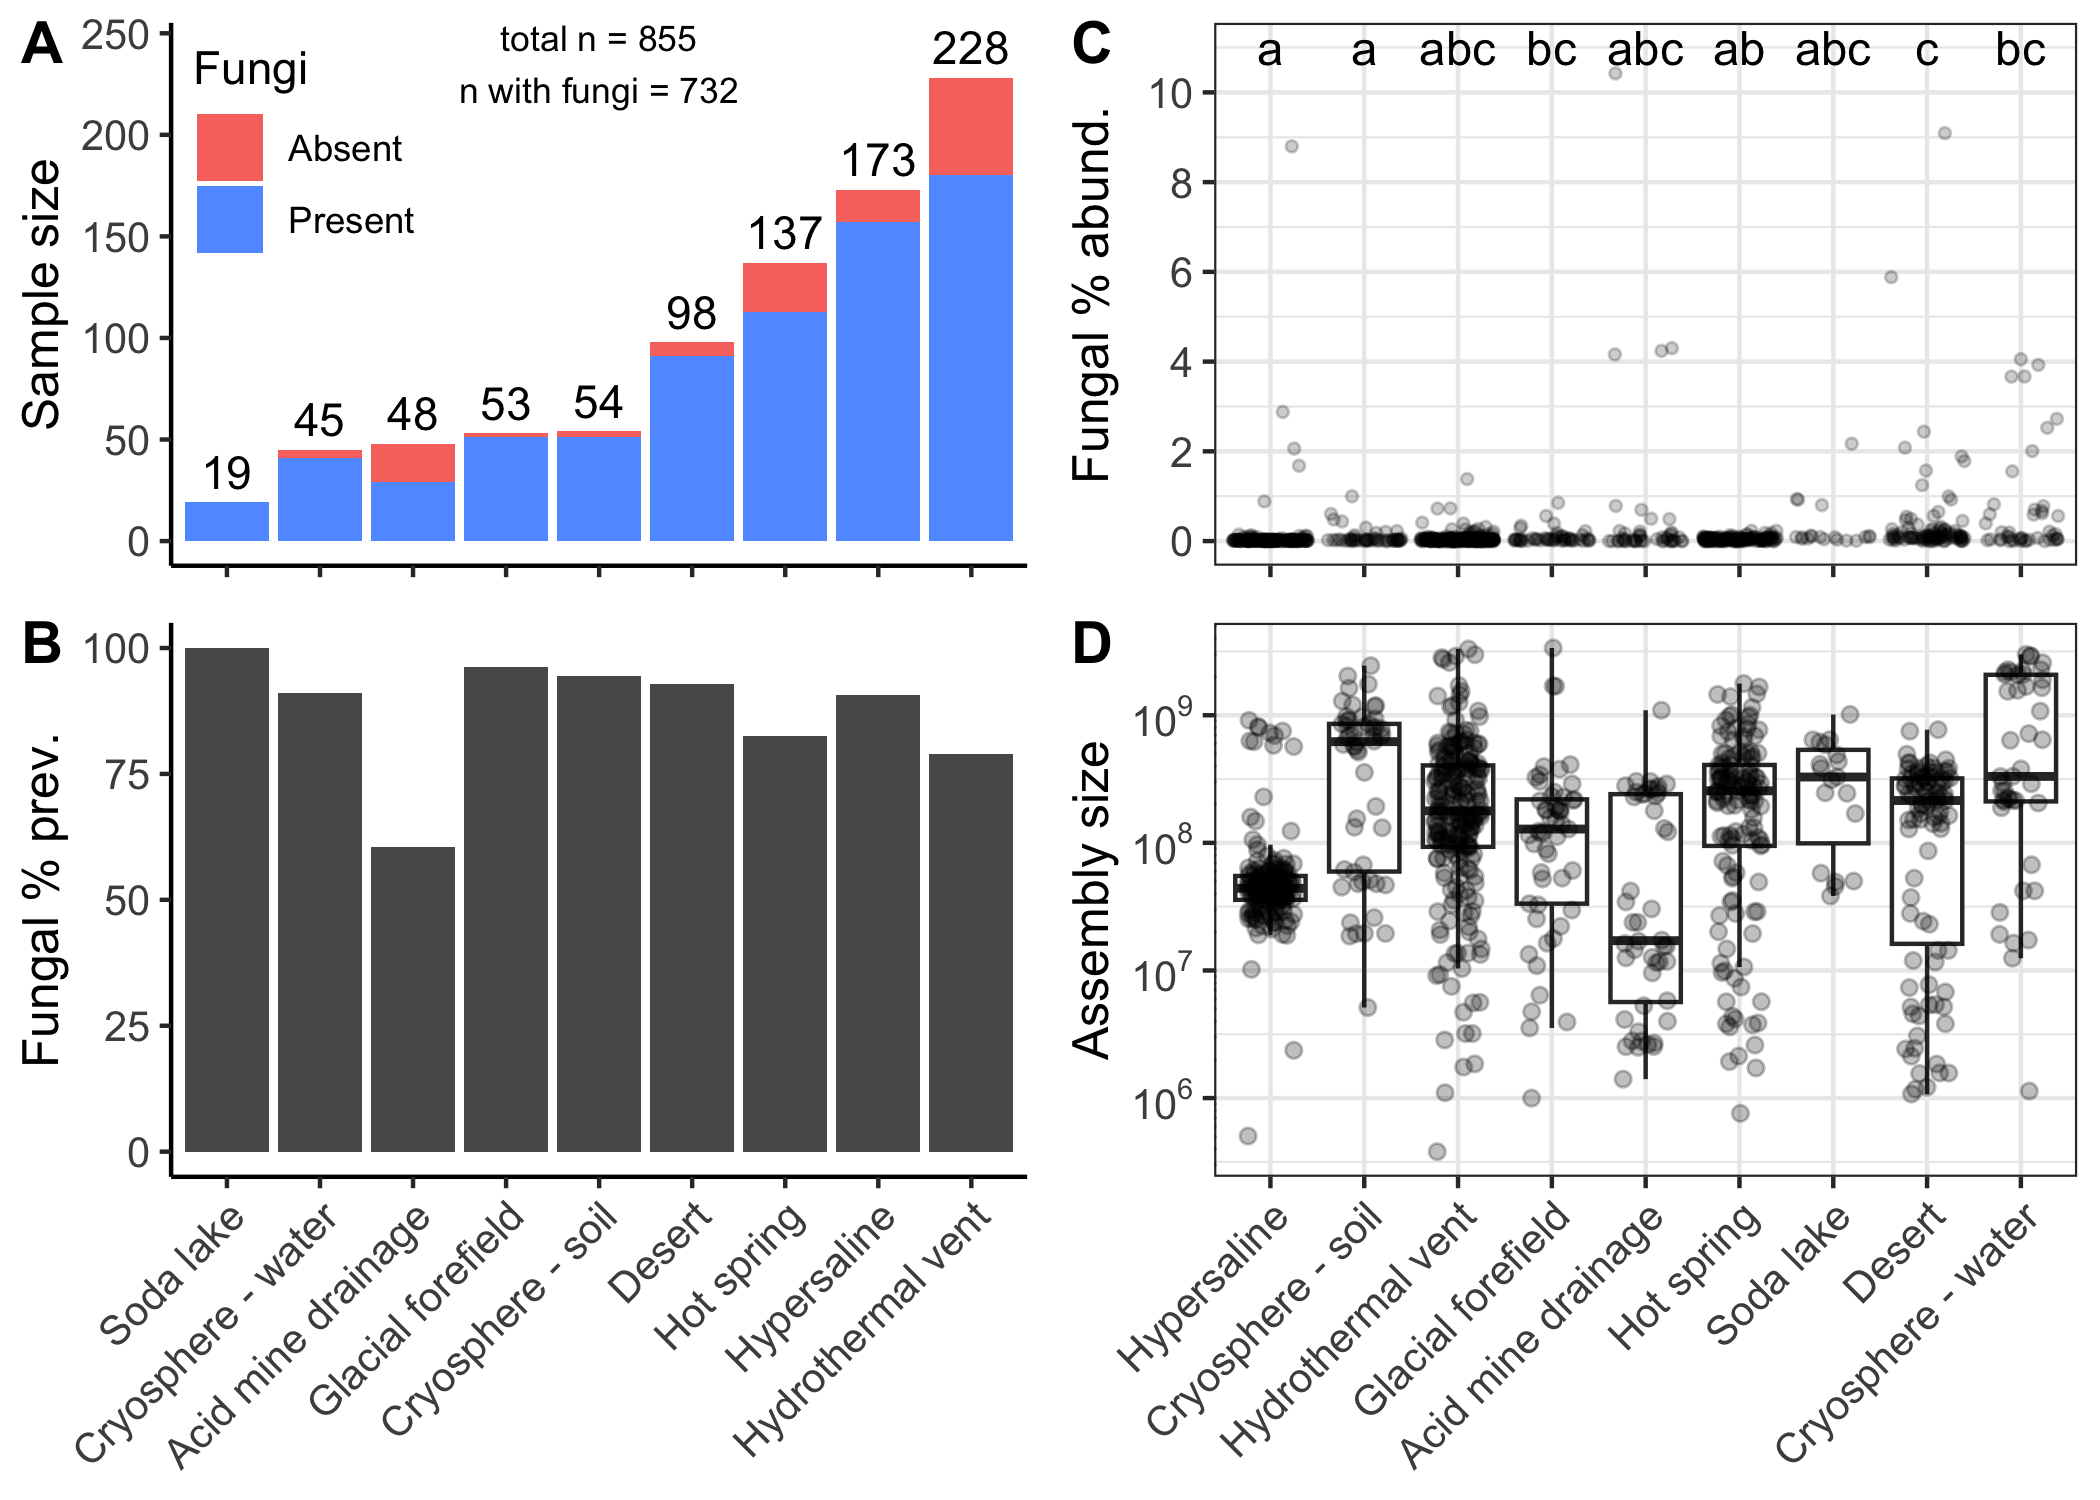 A
250
200
150
100
50
0
Sample size
Fungi
Absent
Present
total n = 855
n with fungi = 732
19
45
48
53
54
98
137
173
228
B
100
75
50
25
0
Fungal % prev.
Soda lake
Cryosphere - water
Acid mine drainage
Glacial forefield
Cryosphere - soil
Desert
Hot spring
Hypersaline
Hydrothermal vent
C
a a abc bc abc ab abc c bc
10
8
6
4
2
0
Fungal % abund.
D
10⁹
10⁸
10⁷
10⁶
Assembly size
Hypersaline
Cryosphere - soil
Hydrothermal vent
Glacial forefield
Acid mine drainage
Hot spring
Soda lake
Desert
Cryosphere - water